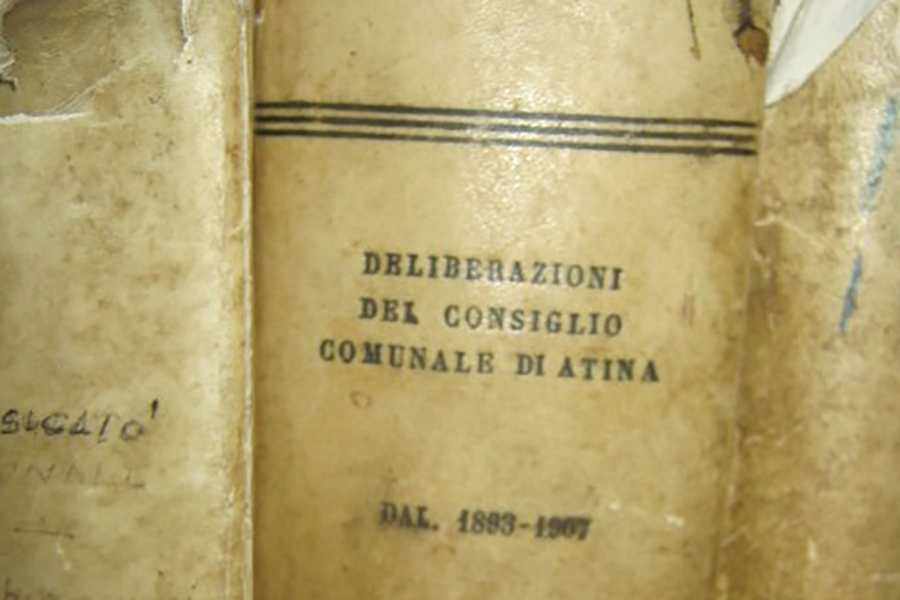 DELIBERAZIONI
DEL CONSIGLIO
COMUNALE DI ATINA
DAL. 1893-1907